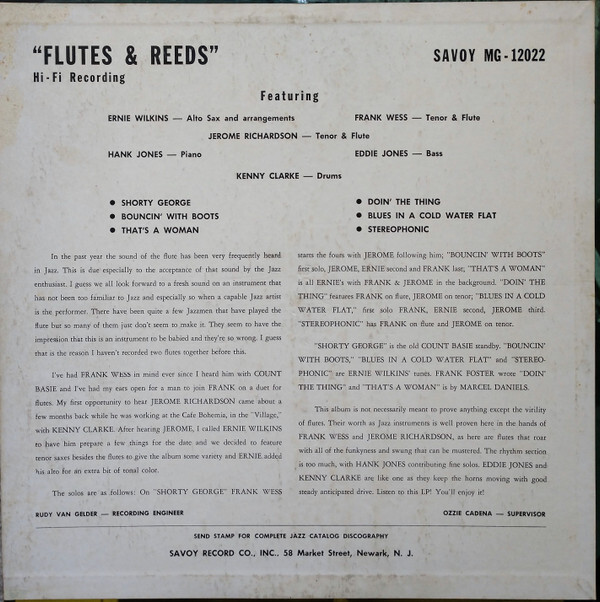 "FLUTES & REEDS"
SAVOY MG-12022
Hi-Fi Recording
Featuring
ERNIE WILKINS — Alto Sax and arrangements
FRANK WESS — Tenor & Flute
JEROME RICHARDSON — Tenor & Flute
HANK JONES — Piano
EDDIE JONES — Bass
KENNY CLARKE — Drums
● SHORTY GEORGE
● BOUNCIN' WITH BOOTS
● THAT'S A WOMAN
● DOIN' THE THING
● BLUES IN A COLD WATER FLAT
● STEREOPHONIC
In the past year the sound of the flute has been very frequently heard
in Jazz. This is due especially to the acceptance of that sound by the Jazz
enthusiast. I guess we all look forward to a fresh sound on an instrument that
has not been too familiar to Jazz and especially so when a capable Jazz artist
is the performer. There have been quite a few Jazzmen that have played the
flute but so many of them just don't seem to make it. They seem to have the
impression that this is an instrument to be babied and they're so wrong. I guess
that is the reason I haven't recorded two flutes together before this.
I've had FRANK WESS in mind ever since I heard him with COUNT
BASIE and I've had my ears open for a man to join FRANK on a duet for
flutes. My first opportunity to hear JEROME RICHARDSON came about a
few months back while he was working at the Cafe Bohemia, in the "Village,"
with KENNY CLARKE. After hearing JEROME, I called ERNIE WILKINS
to have him prepare a few things for the date and we decided to feature
tenor saxes besides the flutes to give the album some variety and ERNIE added
his alto for an extra bit of tonal color.
The solos are as follows: On "SHORTY GEORGE" FRANK WESS
starts the fours with JEROME following him; "BOUNCIN' WITH BOOTS"
first solo, JEROME, ERNIE second and FRANK last; "THAT'S A WOMAN"
is all ERNIE's with FRANK & JEROME in the background. "DOIN' THE
THING" features FRANK on flute, JEROME on tenor; "BLUES IN A COLD
WATER FLAT," first solo FRANK, ERNIE second, JEROME third.
"STEREOPHONIC" has FRANK on flute and JEROME on tenor.
"SHORTY GEORGE" is the old COUNT BASIE standby. "BOUNCIN'
WITH BOOTS," "BLUES IN A COLD WATER FLAT" and "STEREO-
PHONIC" are ERNIE WILKINS' tunes. FRANK FOSTER wrote "DOIN'
THE THING" and "THAT'S A WOMAN" is by MARCEL DANIELS.
This album is not necessarily meant to prove anything except the virility
of flutes. Their worth as Jazz instruments is well proven here in the hands of
FRANK WESS and JEROME RICHARDSON, as here are flutes that roar
with all of the funkyness and swang that can be mustered. The rhythm section
is too much, with HANK JONES contributing fine solos. EDDIE JONES and
KENNY CLARKE are like one as they keep the horns moving with good
steady anticipated drive. Listen to this LP! You'll enjoy it!
RUDY VAN GELDER — RECORDING ENGINEER
OZZIE CADENA — SUPERVISOR
SEND STAMP FOR COMPLETE JAZZ CATALOG DISCOGRAPHY
SAVOY RECORD CO., INC.. 58 Market Street, Newark, N. J.